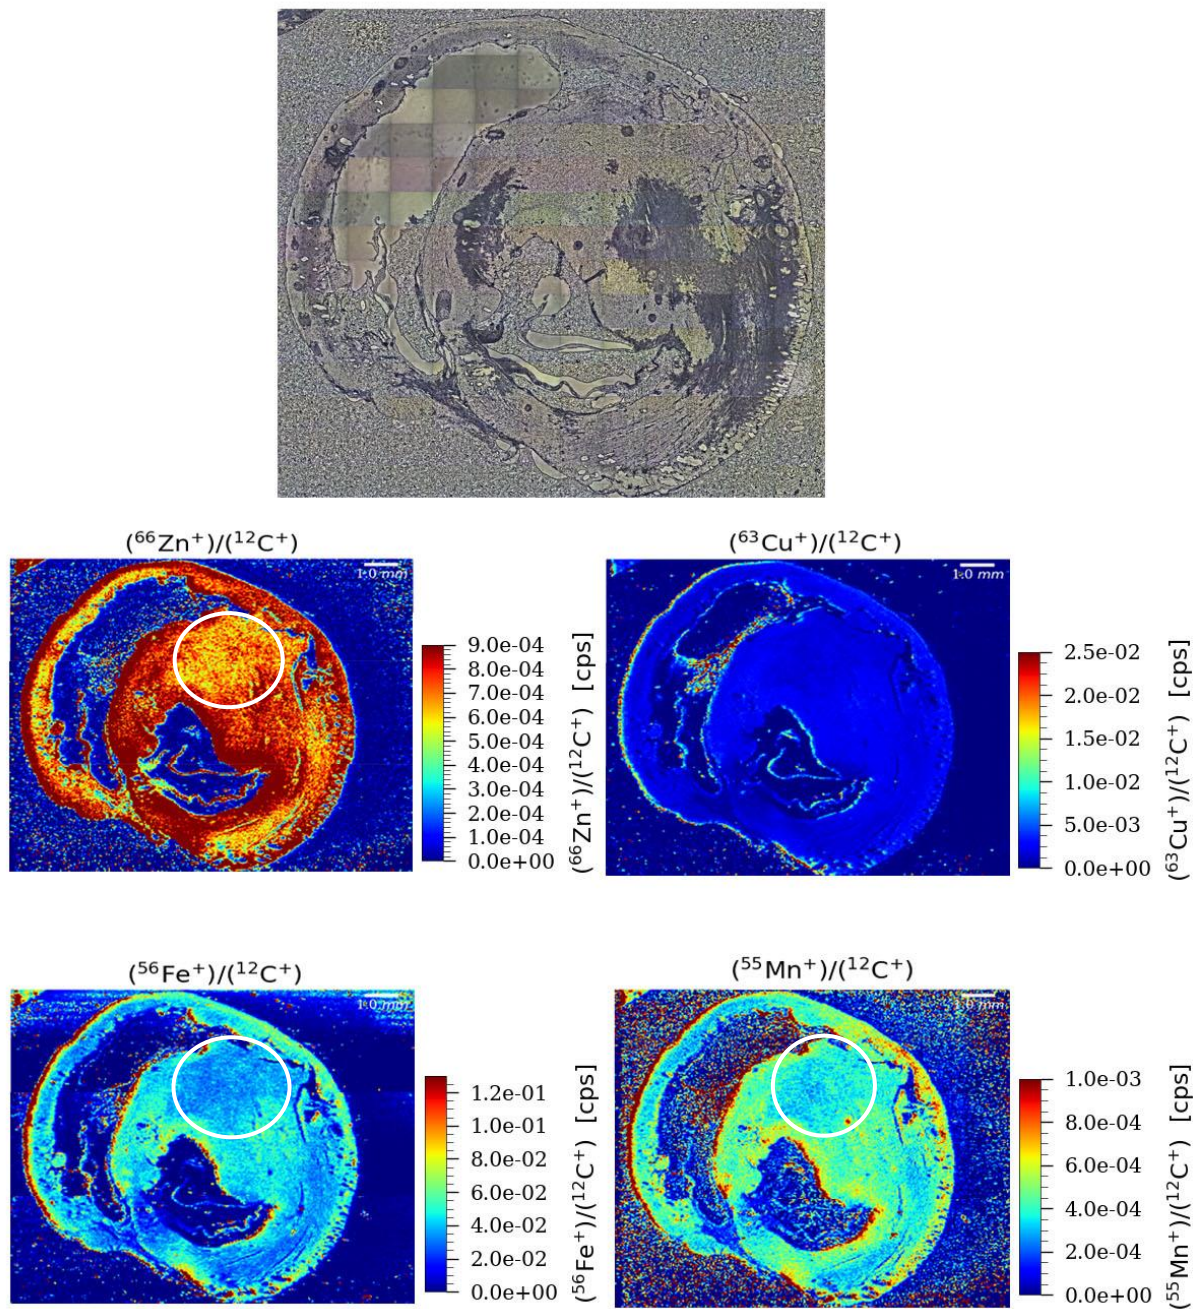 (⁶⁶Zn⁺)/(¹²C⁺)
1.0 mm
9.0e-04
8.0e-04
7.0e-04
6.0e-04
5.0e-04
4.0e-04
3.0e-04
2.0e-04
1.0e-04
0.0e+00
(⁶⁶Zn⁺)/(¹²C⁺) [cps]
(⁶³Cu⁺)/(¹²C⁺)
1.0 mm
2.5e-02
2.0e-02
1.5e-02
1.0e-02
5.0e-03
0.0e+00
(⁶³Cu⁺)/(¹²C⁺) [cps]
(⁵⁶Fe⁺)/(¹²C⁺)
1.0 mm
1.2e-01
1.0e-01
8.0e-02
6.0e-02
4.0e-02
2.0e-02
0.0e+00
(⁵⁶Fe⁺)/(¹²C⁺) [cps]
(⁵⁵Mn⁺)/(¹²C⁺)
1.0e-03
8.0e-04
6.0e-04
4.0e-04
2.0e-04
0.0e+00
(⁵⁵Mn⁺)/(¹²C⁺) [cps]